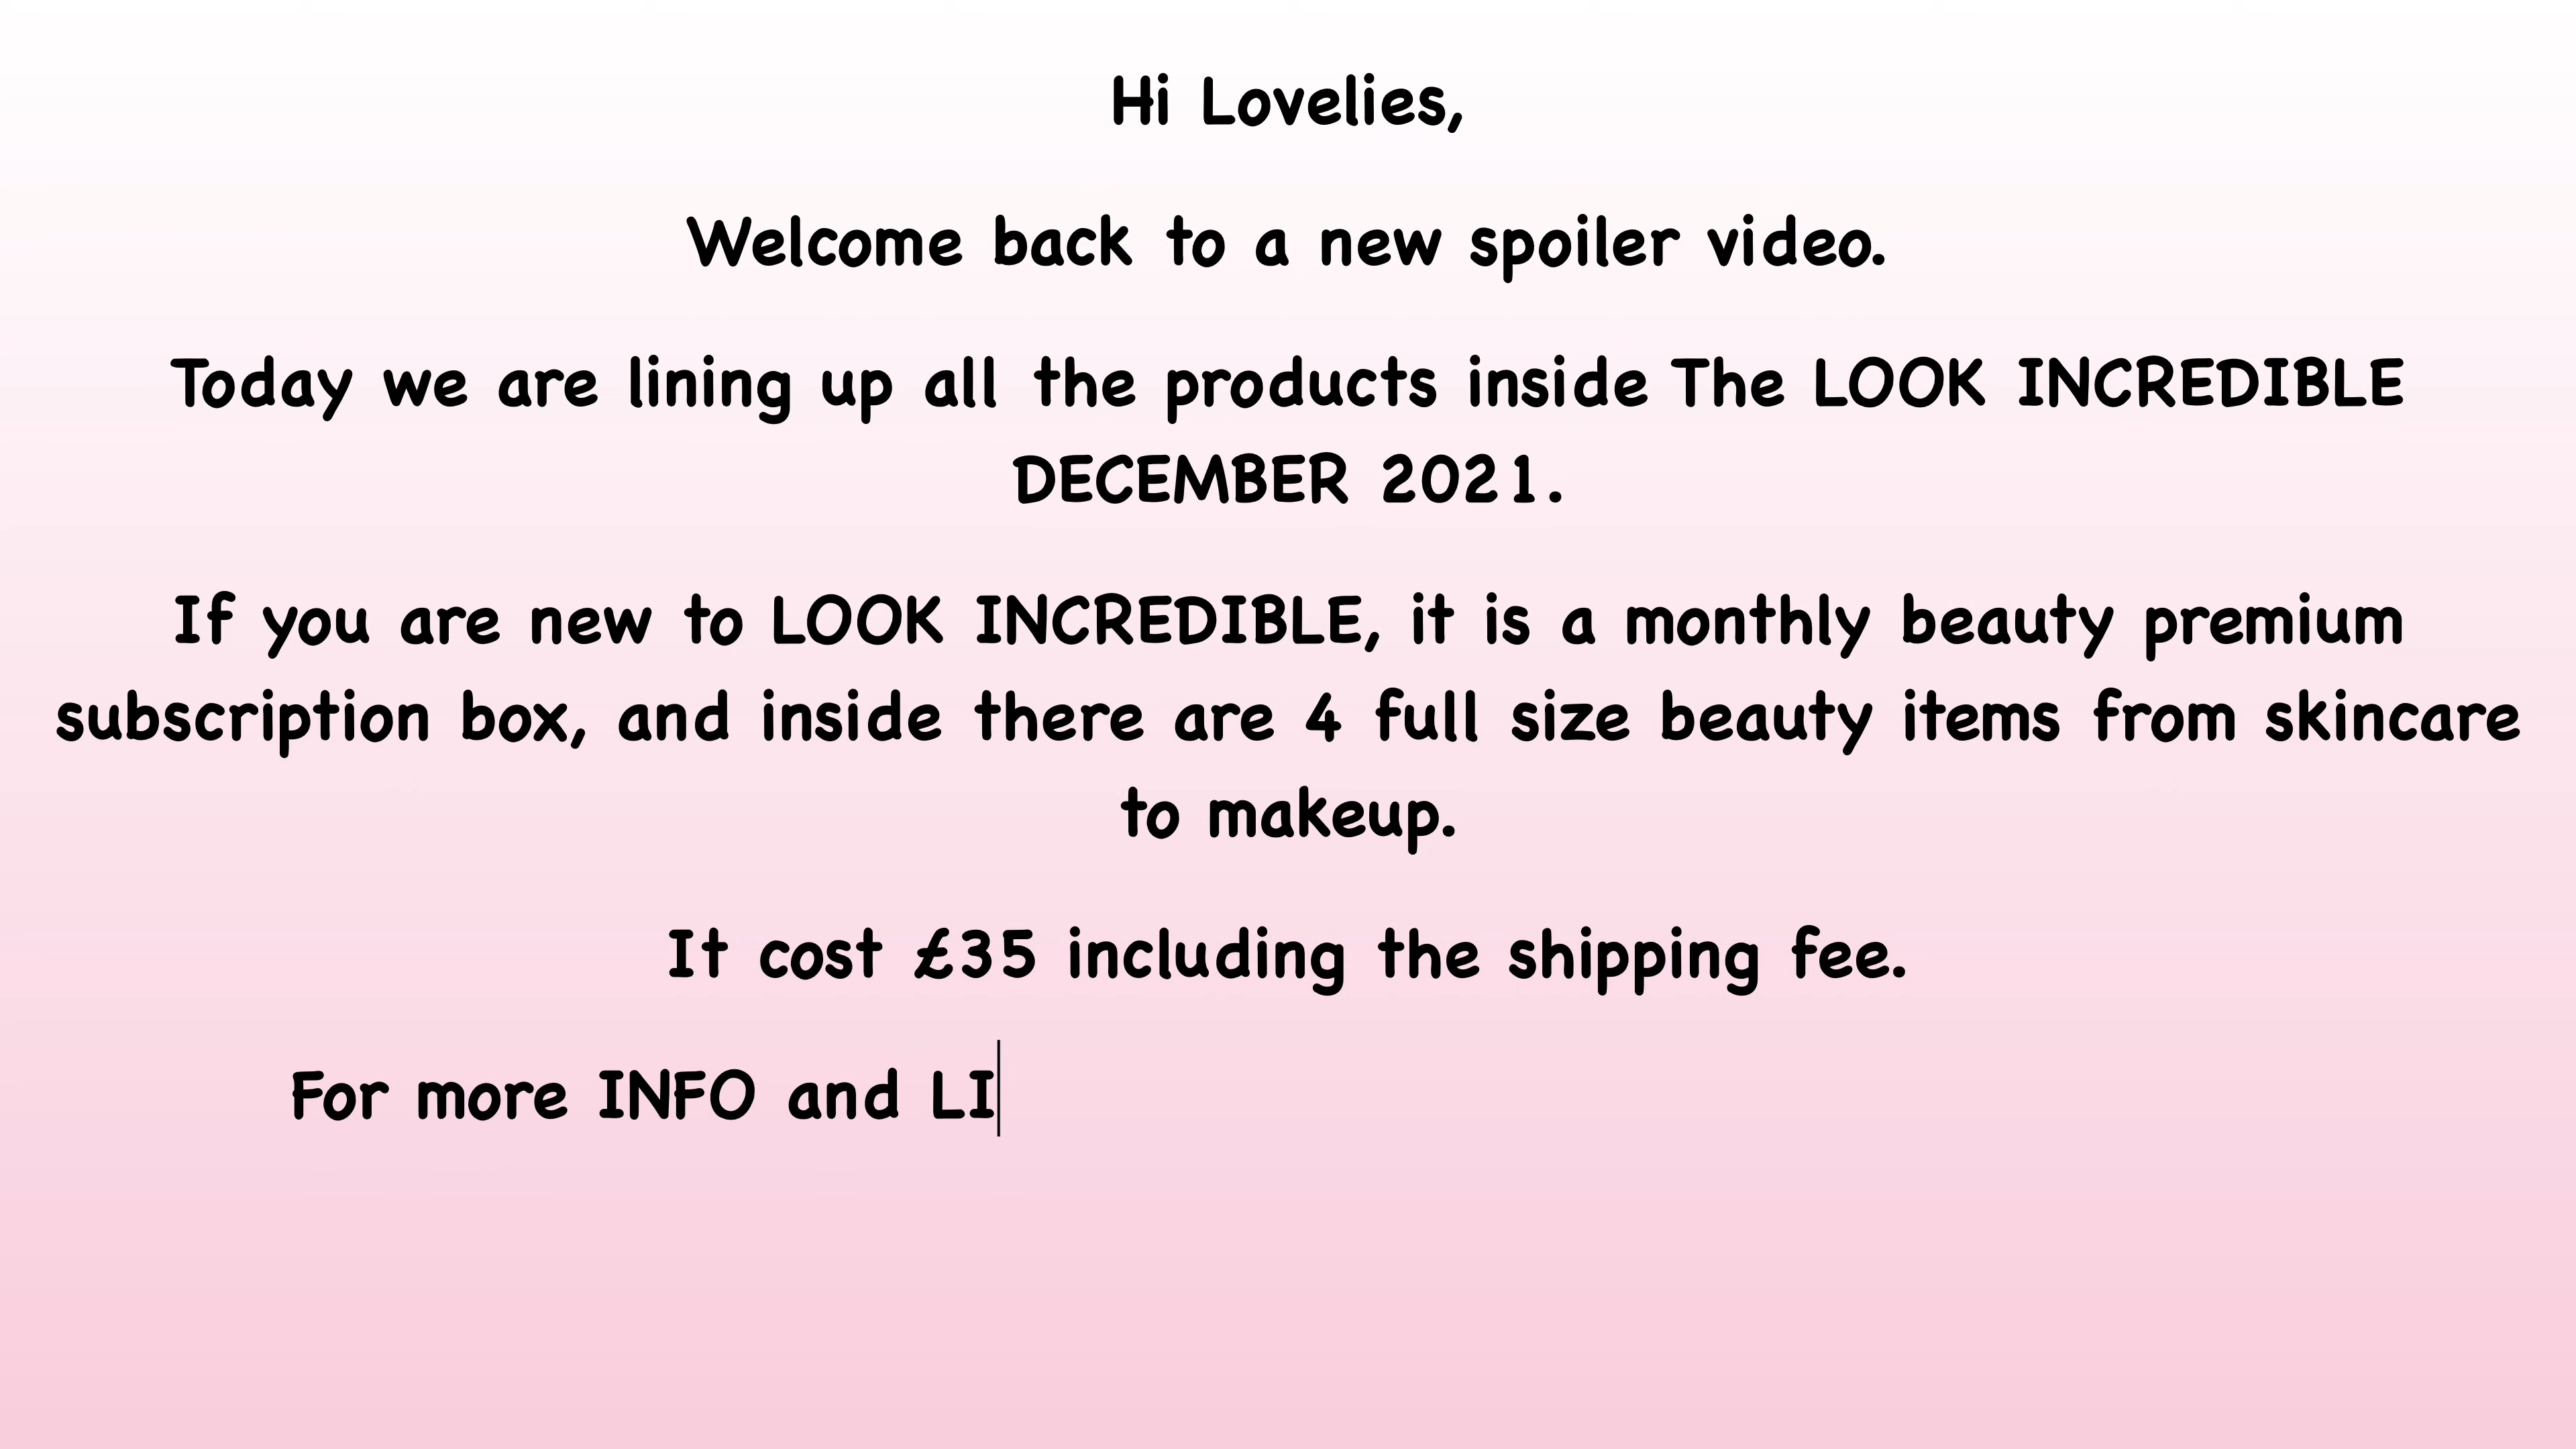 Hi Lovelies,
Welcome back to a new spoiler video.
Today we are lining up all the products inside The LOOK INCREDIBLE
DECEMBER 2021.
If you are new to LOOK INCREDIBLE, it is a monthly beauty premium
subscription box, and inside there are 4 full size beauty items from skincare
to makeup.
It cost £35 including the shipping fee.
For more INFO and LI